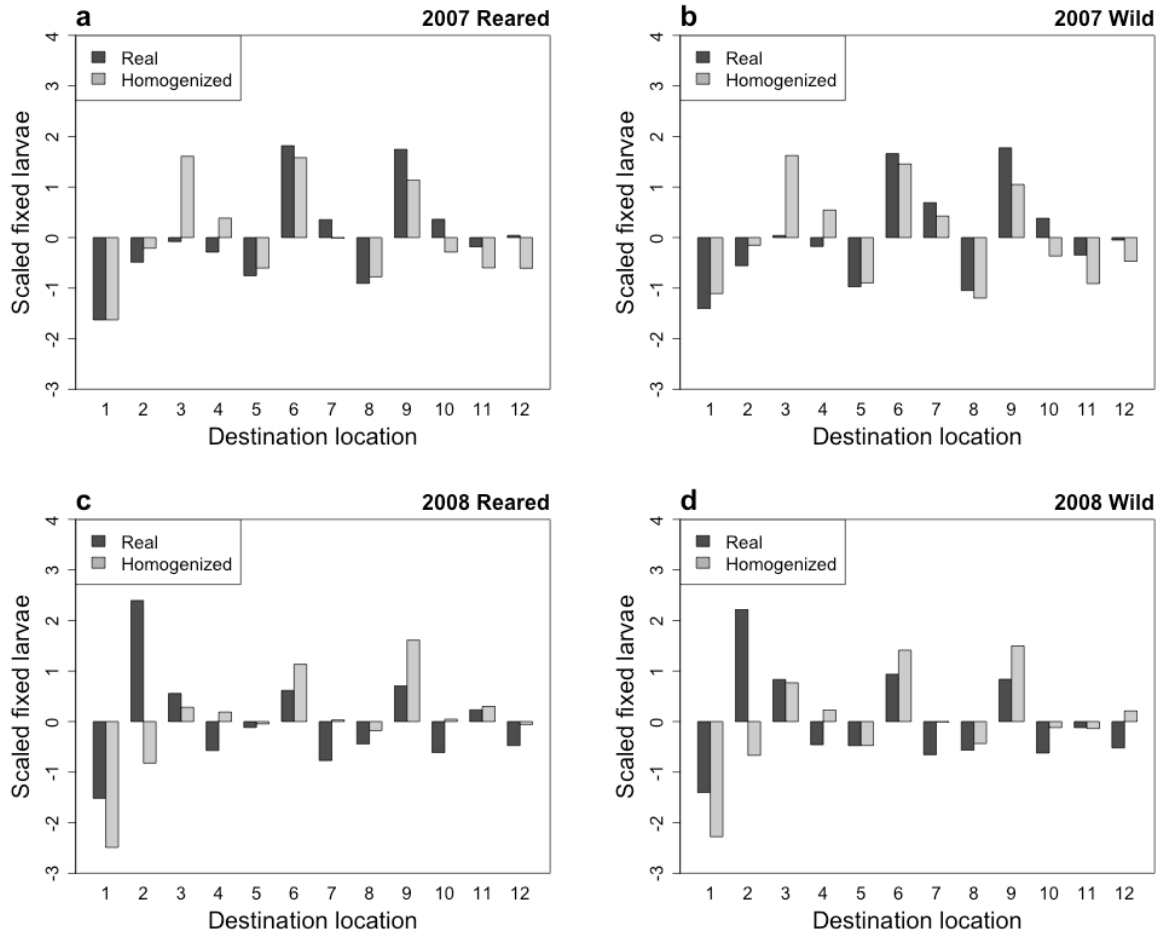 a 2007 Reared
Real
Homogenized
Scaled fixed larvae
4
3
2
1
0
-1
-2
-3
1 2 3 4 5 6 7 8 9 10 11 12
Destination location
b 2007 Wild
Real
Homogenized
Scaled fixed larvae
4
3
2
1
0
-1
-2
-3
1 2 3 4 5 6 7 8 9 10 11 12
Destination location
c 2008 Reared
Real
Homogenized
Scaled fixed larvae
4
3
2
1
0
-1
-2
-3
1 2 3 4 5 6 7 8 9 10 11 12
Destination location
d 2008 Wild
Real
Homogenized
Scaled fixed larvae
4
3
2
1
0
-1
-2
-3
1 2 3 4 5 6 7 8 9 10 11 12
Destination location